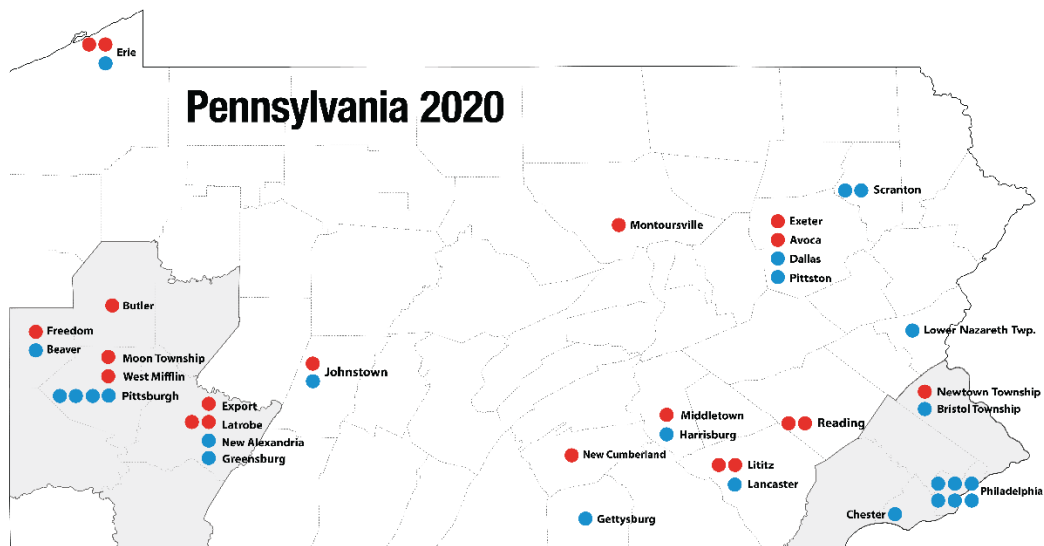 Erie
Pennsylvania 2020
Scranton
Montoursville
Exeter
Avoca
Dallas
Pittston
Butler
Freedom
Beaver
Lower Nazareth Twp.
Moon Township
West Mifflin
Pittsburgh
Johnstown
Export
Latrobe
New Alexandria
Greensburg
Newtown Township
Bristol Township
Middletown
Harrisburg
Reading
New Cumberland
Lititz
Lancaster
Philadelphia
Gettysburg
Chester